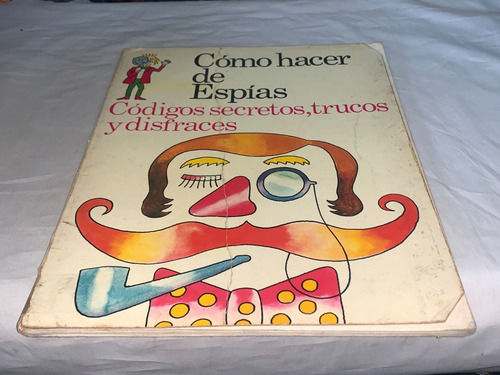 Cómo hacer
de
Espías
Códigos secretos, trucos
y disfraces